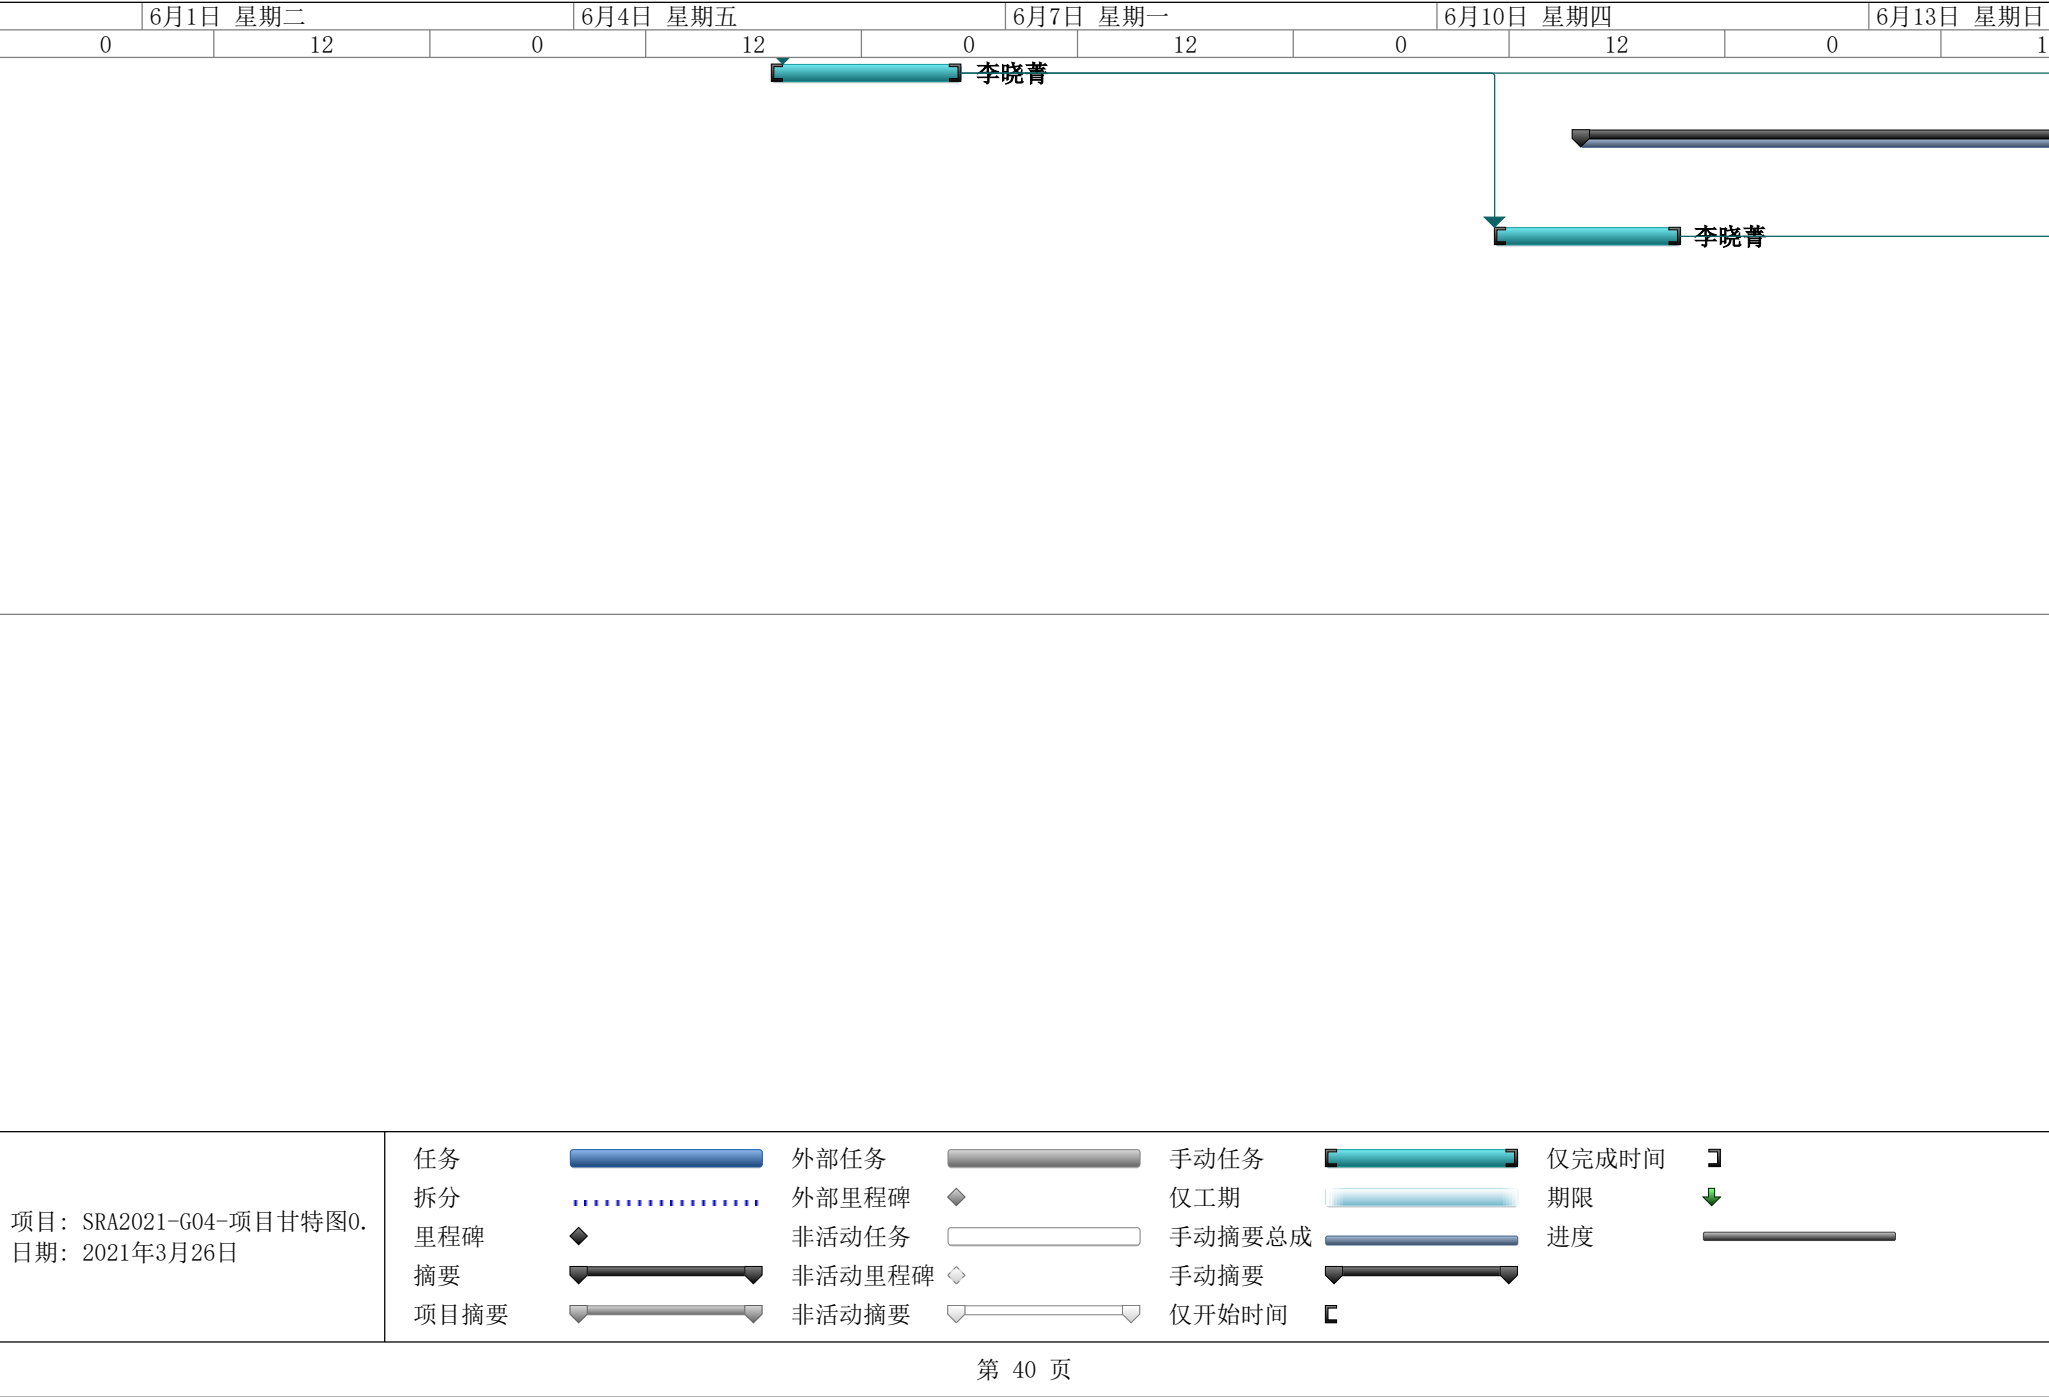 6月1日 星期二 6月4日 星期五 6月7日 星期一 6月10日 星期四 6月13日 星期日
0 12 0 12 0 12 0 12 0 1
李晓菁
李晓菁
任务 外部任务 手动任务 仅完成时间
拆分 外部里程碑 仅工期 期限
里程碑 非活动任务 手动摘要总成 进度
摘要 非活动里程碑 手动摘要
项目摘要 非活动摘要 仅开始时间
项目: SRA2021-G04-项目甘特图0.
日期: 2021年3月26日
第 40 页